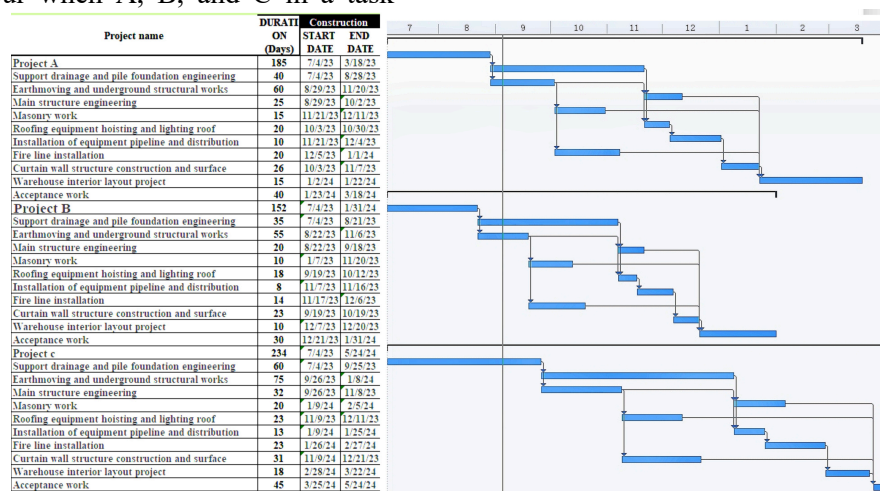 ur when A, B, and C in a task
Project name DURATI ON (Days) Construction START DATE END DATE
7 8 9 10 11 12 1 2 3
Project A 185 7/4/23 3/18/23
Support drainage and pile foundation engineering 40 7/4/23 8/28/23
Earthmoving and underground structural works 60 8/29/23 11/20/23
Main structure engineering 25 8/29/23 10/2/23
Masonry work 15 11/21/23 12/11/23
Roofing equipment hoisting and lighting roof 20 10/3/23 10/30/23
Installation of equipment pipeline and distribution 10 11/21/23 12/4/23
Fire line installation 20 12/5/23 1/1/24
Curtain wall structure construction and surface 26 10/3/23 11/7/23
Warehouse interior layout project 15 1/2/24 1/22/24
Acceptance work 40 1/23/24 3/18/24
Project B 152 7/4/23 1/31/24
Support drainage and pile foundation engineering 35 7/4/23 8/21/23
Earthmoving and underground structural works 55 8/22/23 11/6/23
Main structure engineering 20 8/22/23 9/18/23
Masonry work 10 1/7/23 11/20/23
Roofing equipment hoisting and lighting roof 18 9/19/23 10/12/23
Installation of equipment pipeline and distribution 8 11/7/23 11/16/23
Fire line installation 14 11/17/23 12/6/23
Curtain wall structure construction and surface 23 9/19/23 10/19/23
Warehouse interior layout project 10 12/7/23 12/20/23
Acceptance work 30 12/21/23 1/31/24
Project c 234 7/4/23 5/24/24
Support drainage and pile foundation engineering 60 7/4/23 9/25/23
Earthmoving and underground structural works 75 9/26/23 1/8/24
Main structure engineering 32 9/26/23 11/8/23
Masonry work 20 1/9/24 2/5/24
Roofing equipment hoisting and lighting roof 23 11/9/23 12/11/23
Installation of equipment pipeline and distribution 13 1/9/24 1/25/24
Fire line installation 23 1/26/24 2/27/24
Curtain wall structure construction and surface 31 11/9/24 12/21/23
Warehouse interior layout project 18 2/28/24 3/22/24
Acceptance work 45 3/25/24 5/24/24